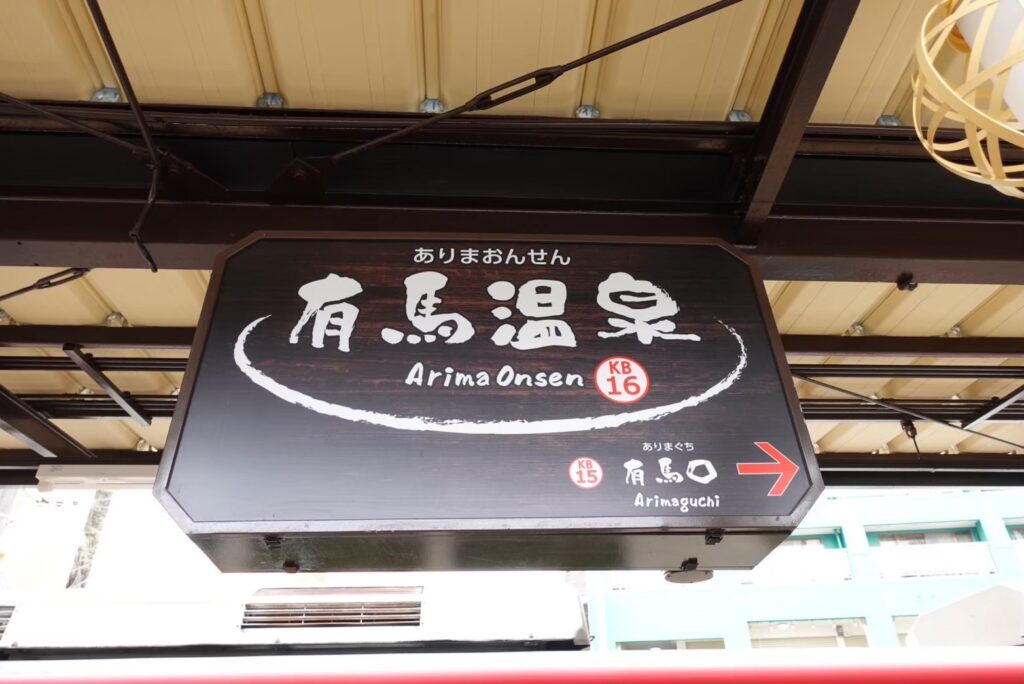 ありまおんせん
有馬温泉
Arima Onsen
KB
16
ありまぐち
KB
15
有馬口
Arimaguchi